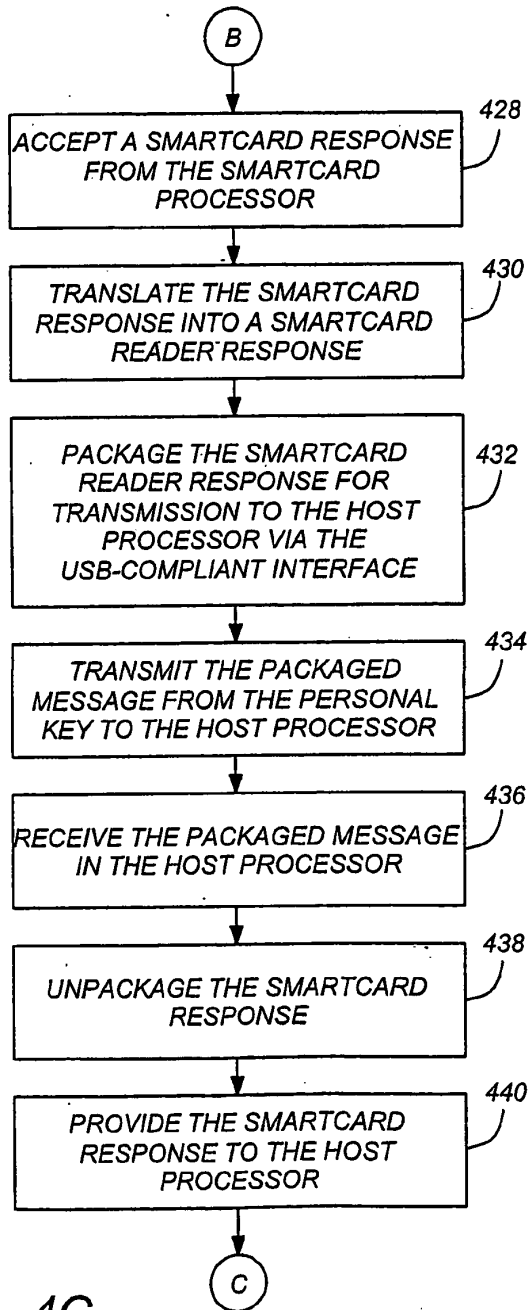 B
428
ACCEPT A SMARTCARD RESPONSE
FROM THE SMARTCARD
PROCESSOR
430
TRANSLATE THE SMARTCARD
RESPONSE INTO A SMARTCARD
READER RESPONSE
432
PACKAGE THE SMARTCARD
READER RESPONSE FOR
TRANSMISSION TO THE HOST
PROCESSOR VIA THE
USB-COMPLIANT INTERFACE
434
TRANSMIT THE PACKAGED
MESSAGE FROM THE PERSONAL
KEY TO THE HOST PROCESSOR
436
RECEIVE THE PACKAGED MESSAGE
IN THE HOST PROCESSOR
438
UNPACKAGE THE SMARTCARD
RESPONSE
440
PROVIDE THE SMARTCARD
RESPONSE TO THE HOST
PROCESSOR
C
4C